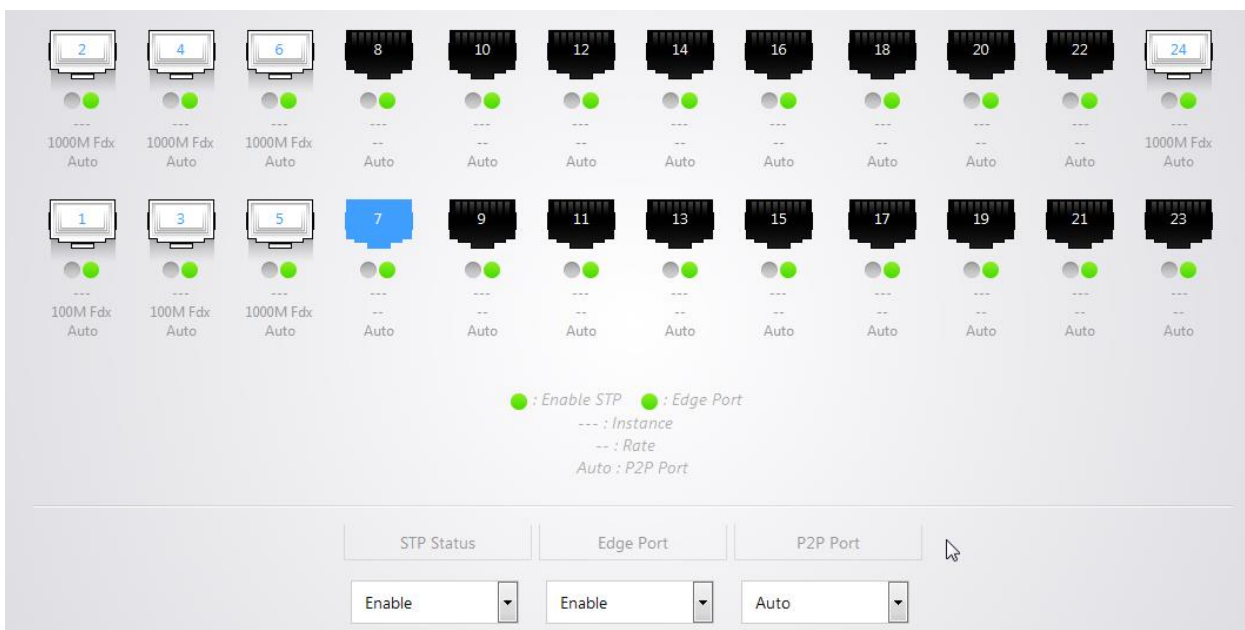 2 4 6 8 10 12 14 16 18 20 22 24
--- --- --- --- --- --- --- --- --- --- --- ---
1000M Fdx 1000M Fdx 1000M Fdx -- -- -- -- -- -- -- -- 1000M Fdx
Auto Auto Auto Auto Auto Auto Auto Auto Auto Auto Auto Auto
1 3 5 7 9 11 13 15 17 19 21 23
--- --- --- --- --- --- --- --- --- --- --- ---
100M Fdx 100M Fdx 1000M Fdx -- -- -- -- -- -- -- -- --
Auto Auto Auto Auto Auto Auto Auto Auto Auto Auto Auto Auto
: Enable STP : Edge Port
--- : Instance
-- : Rate
Auto : P2P Port
STP Status Edge Port P2P Port
Enable Enable Auto